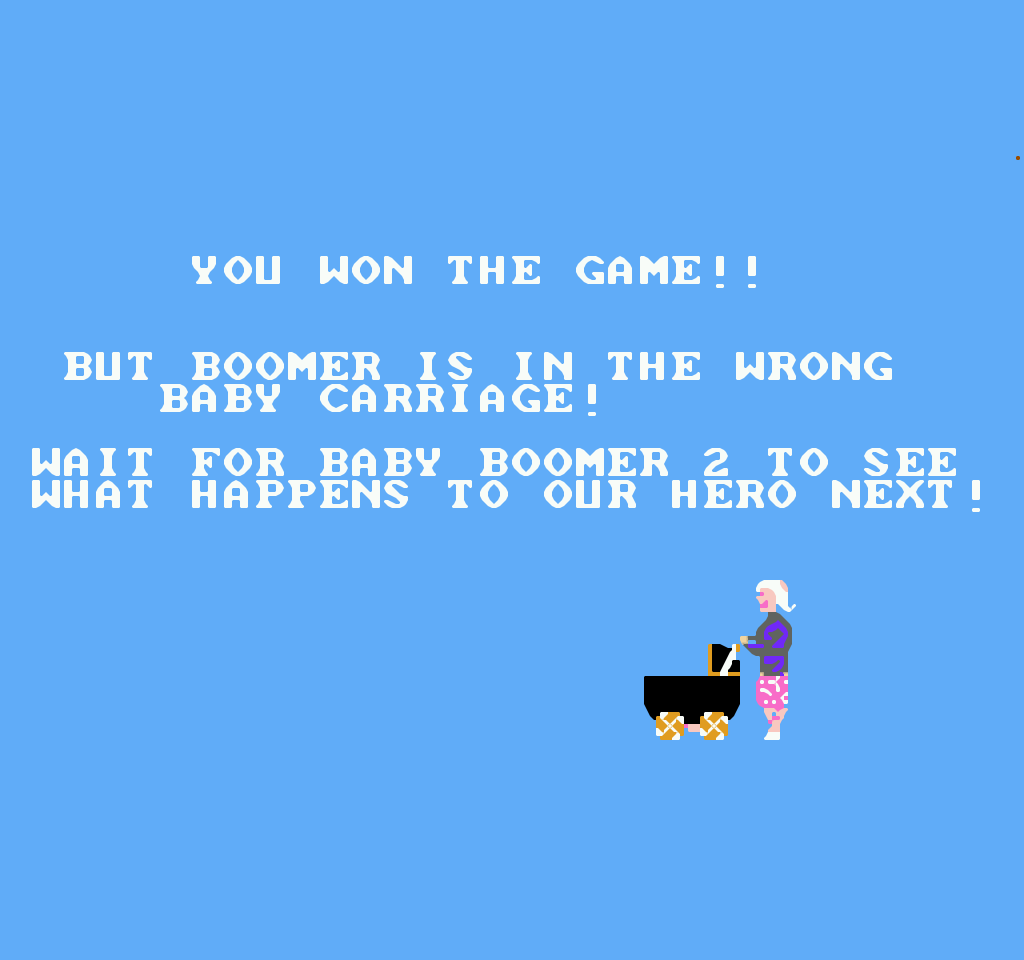 YOU WON THE GAME!!
BUT BOOMER IS IN THE WRONG
BABY CARRIAGE!
WAIT FOR BABY BOOMER 2 TO SEE
WHAT HAPPENS TO OUR HERO NEXT!